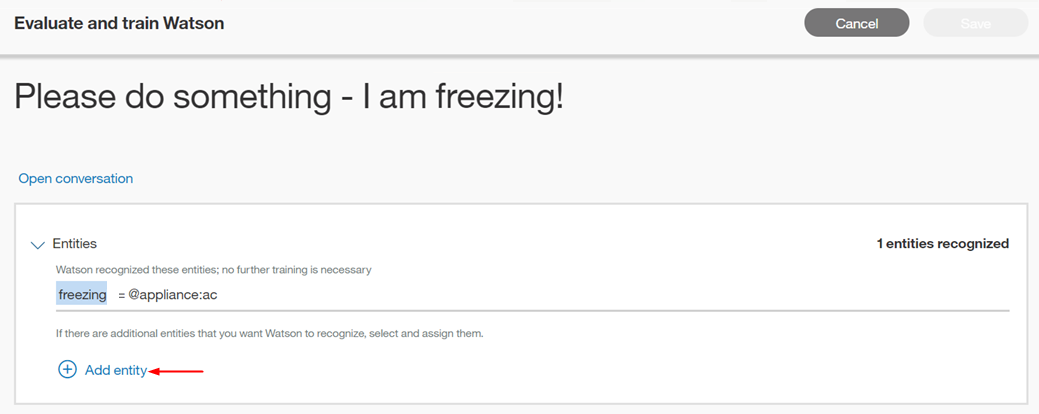 Evaluate and train Watson
Cancel
Save
Please do something - I am freezing!
Open conversation
Entities
1 entities recognized
Watson recognized these entities; no further training is necessary
freezing = @appliance:ac
If there are additional entities that you want Watson to recognize, select and assign them.
Add entity